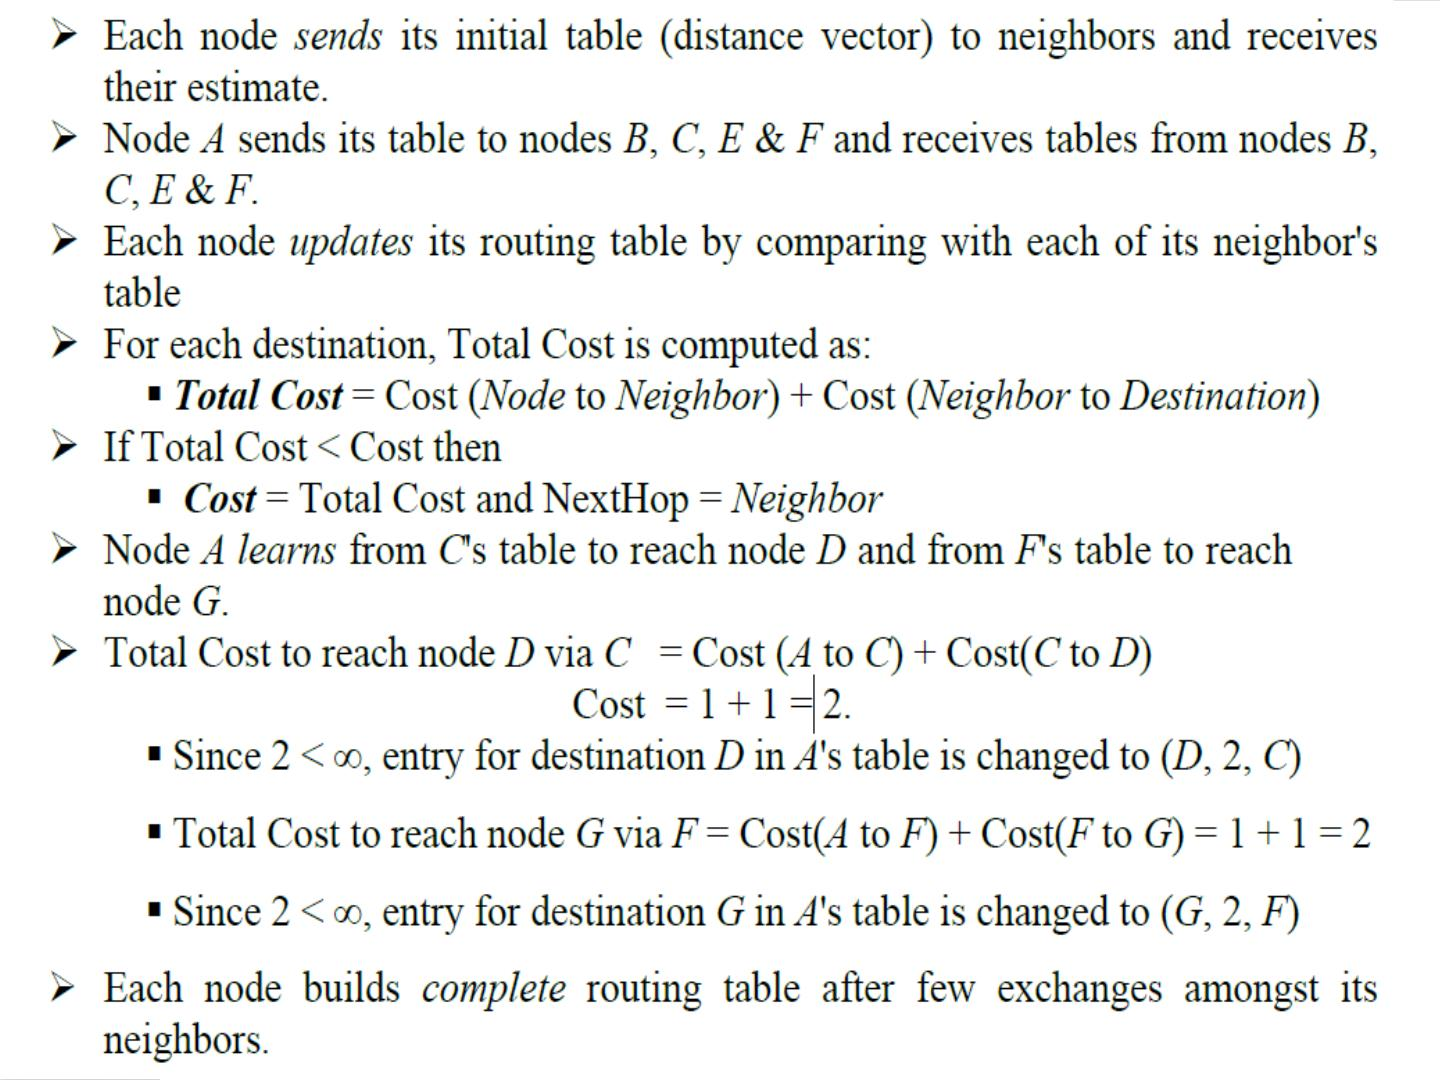 ➢ Each node sends its initial table (distance vector) to neighbors and receives
their estimate.
➢ Node A sends its table to nodes B, C, E & F and receives tables from nodes B,
C, E & F.
➢ Each node updates its routing table by comparing with each of its neighbor's
table
➢ For each destination, Total Cost is computed as:
▪ Total Cost = Cost (Node to Neighbor) + Cost (Neighbor to Destination)
➢ If Total Cost < Cost then
▪ Cost = Total Cost and NextHop = Neighbor
➢ Node A learns from C's table to reach node D and from F's table to reach
node G.
➢ Total Cost to reach node D via C = Cost (A to C) + Cost(C to D)
Cost = 1 + 1 = 2.
▪ Since 2 < ∞, entry for destination D in A's table is changed to (D, 2, C)
▪ Total Cost to reach node G via F = Cost(A to F) + Cost(F to G) = 1 + 1 = 2
▪ Since 2 < ∞, entry for destination G in A's table is changed to (G, 2, F)
➢ Each node builds complete routing table after few exchanges amongst its
neighbors.